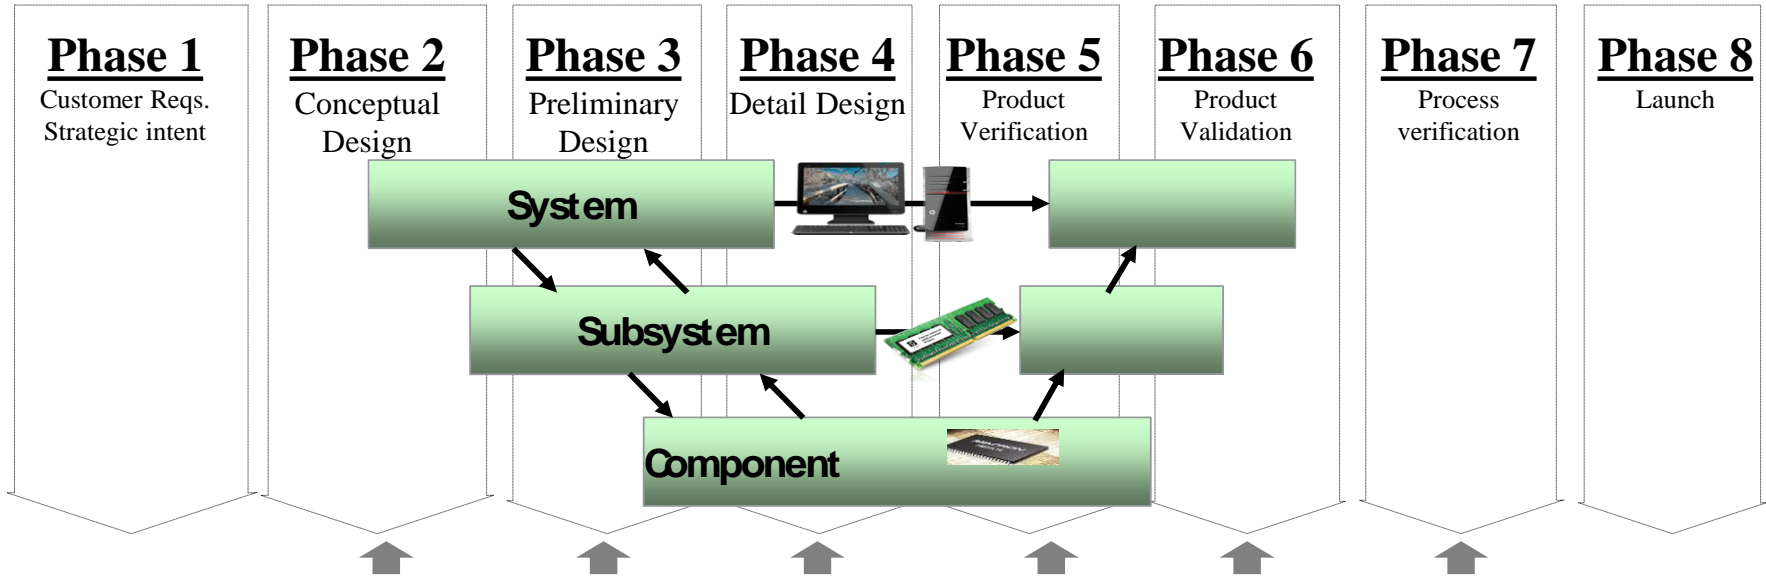 Phase 1
Customer Reqs.
Strategic intent
Phase 2
Conceptual
Design
Phase 3
Preliminary
Design
Phase 4
Detail Design
Phase 5
Product
Verification
Phase 6
Product
Validation
Phase 7
Process
verification
Phase 8
Launch
System
Subsystem
Component